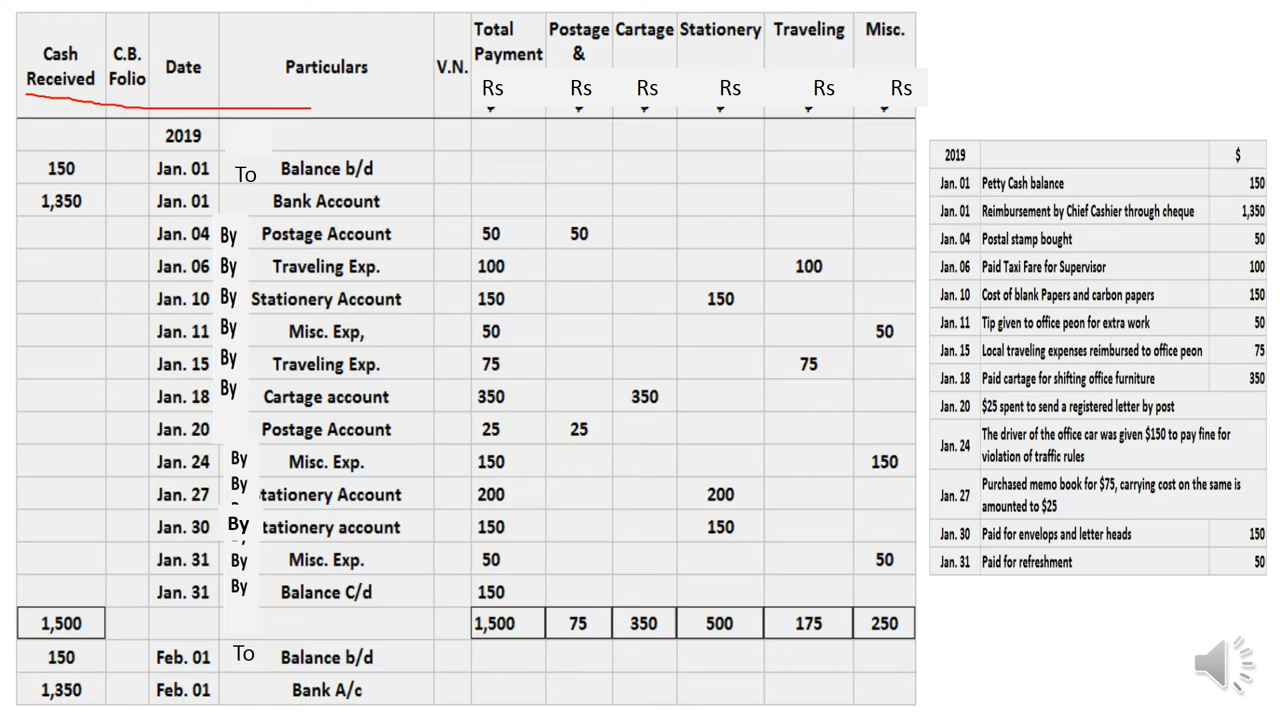 Cash Received C.B. Folio Date Particulars V.N. Total Payment Postage & Cartage Stationery Traveling Misc.
Rs Rs Rs Rs Rs Rs
2019
150 Jan. 01 To Balance b/d
1,350 Jan. 01 Bank Account
Jan. 04 By Postage Account 50 50
Jan. 06 By Traveling Exp. 100 100
Jan. 10 By Stationery Account 150 150
Jan. 11 By Misc. Exp, 50 50
Jan. 15 By Traveling Exp. 75 75
Jan. 18 By Cartage account 350 350
Jan. 20 Postage Account 25 25
Jan. 24 By Misc. Exp. 150 150
Jan. 27 By tationery Account 200 200
Jan. 30 By tationery account 150 150
Jan. 31 By Misc. Exp. 50 50
Jan. 31 By Balance C/d 150
1,500 1,500 75 350 500 175 250
150 Feb. 01 To Balance b/d
1,350 Feb. 01 Bank A/c
2019 $
Jan. 01 Petty Cash balance 150
Jan. 01 Reimbursement by Chief Cashier through cheque 1,350
Jan. 04 Postal stamp bought 50
Jan. 06 Paid Taxi Fare for Supervisor 100
Jan. 10 Cost of blank Papers and carbon papers 150
Jan. 11 Tip given to office peon for extra work 50
Jan. 15 Local traveling expenses reimbursed to office peon 75
Jan. 18 Paid cartage for shifting office furniture 350
Jan. 20 $25 spent to send a registered letter by post
Jan. 24 The driver of the office car was given $150 to pay fine for
violation of traffic rules
Jan. 27 Purchased memo book for $75, carrying cost on the same is
amounted to $25
Jan. 30 Paid for envelops and letter heads 150
Jan. 31 Paid for refreshment 50